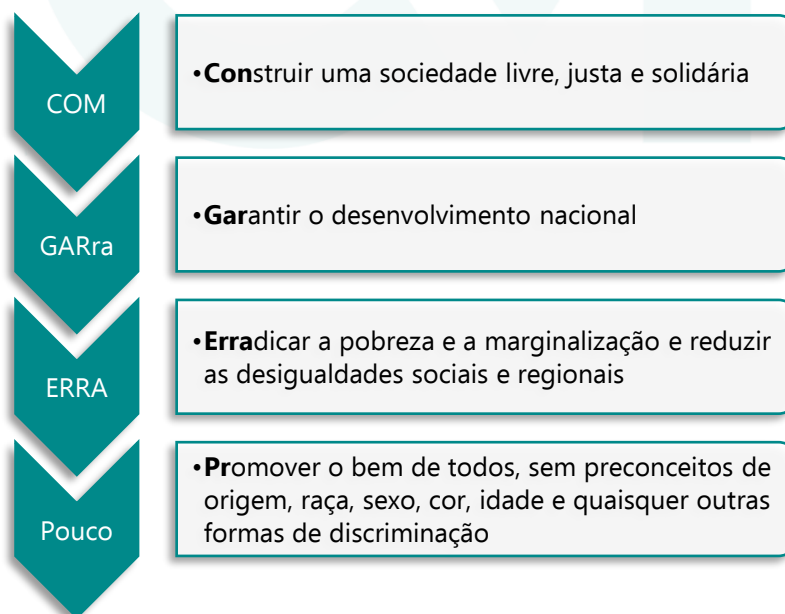 COM
•Construir uma sociedade livre, justa e solidária
GARra
•Garantir o desenvolvimento nacional
ERRA
•Erradicar a pobreza e a marginalização e reduzir
as desigualdades sociais e regionais
Pouco
•Promover o bem de todos, sem preconceitos de
origem, raça, sexo, cor, idade e quaisquer outras
formas de discriminação